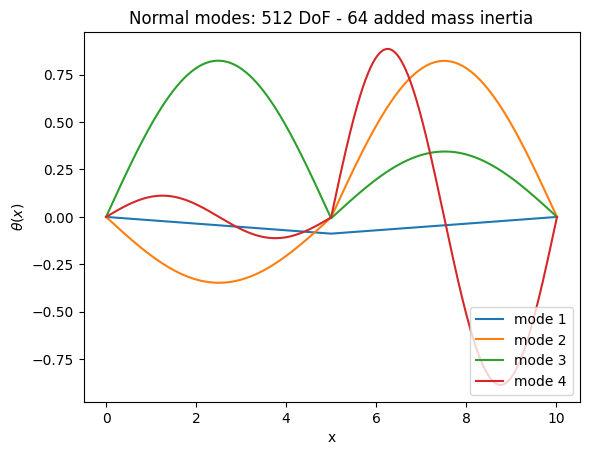 Normal modes: 512 DoF - 64 added mass inertia
0.75
0.50
0.25
0.00
−0.25
−0.50
−0.75
θ(x)
0
2
4
6
8
10
x
mode 1
mode 2
mode 3
mode 4